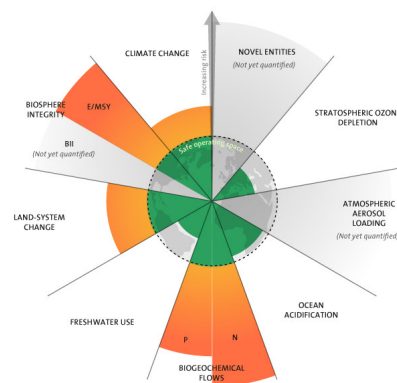 CLIMATE CHANGE
Increasing risk
NOVEL ENTITIES
(Not yet quantified)
STRATOSPHERIC OZON
DEPLETION
ATMOSPHERIC
AEROSOL
LOADING
(Not yet quantified)
OCEAN
ACIDIFICATION
N
P
BIOGEOCHEMICAL
FLOWS
FRESHWATER USE
LAND-SYSTEM
CHANGE
BII
(Not yet quantified)
BIOSPHERE
INTEGRITY
E/MSY
Safe operating space